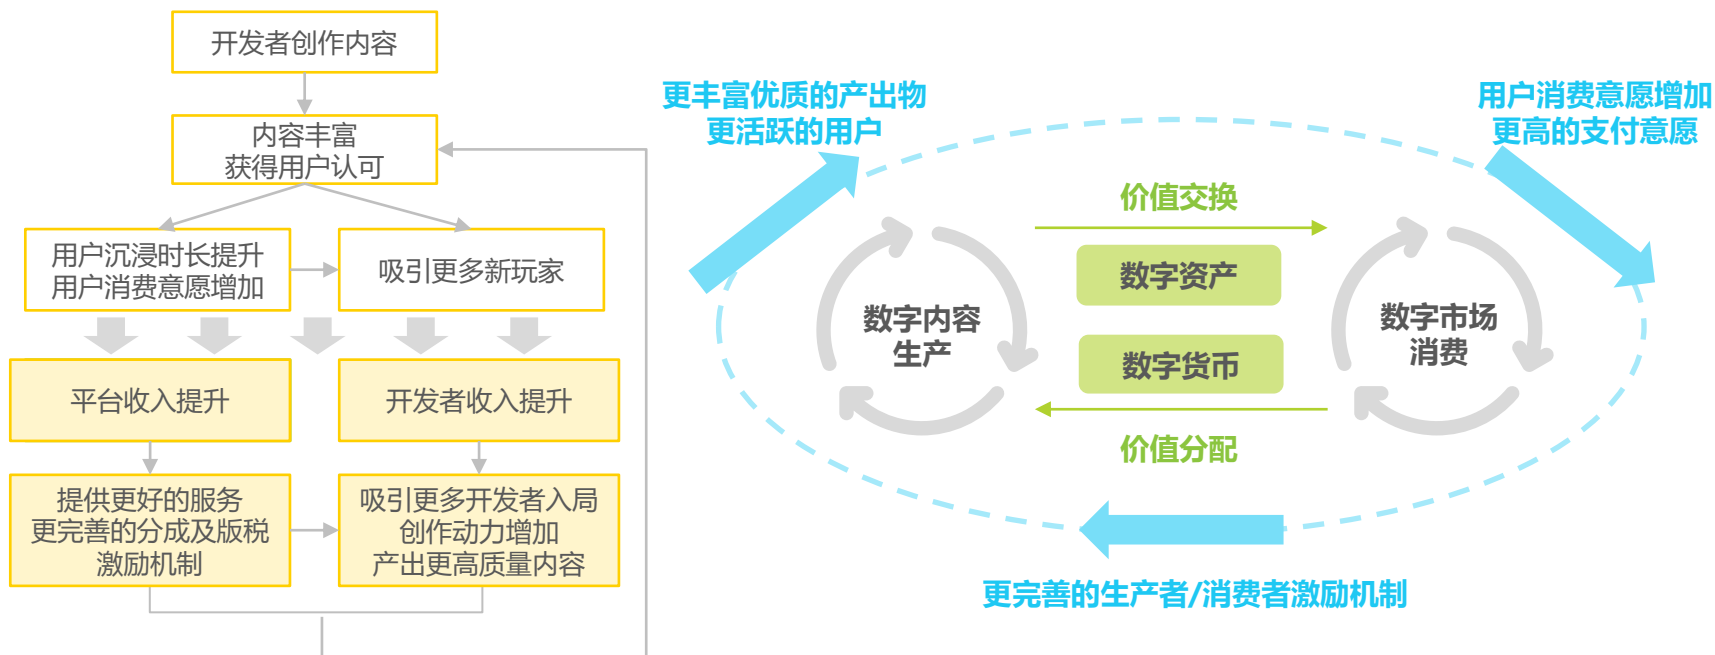 开发者创作内容
内容丰富
获得用户认可
用户沉浸时长提升
用户消费意愿增加
吸引更多新玩家
平台收入提升
开发者收入提升
提供更好的服务
更完善的分成及版税
激励机制
吸引更多开发者入局
创作动力增加
产出更高质量内容
更丰富优质的产出物
更活跃的用户
用户消费意愿增加
更高的支付意愿
价值交换
数字资产
数字内容
生产
数字市场
消费
数字货币
价值分配
更完善的生产者/消费者激励机制